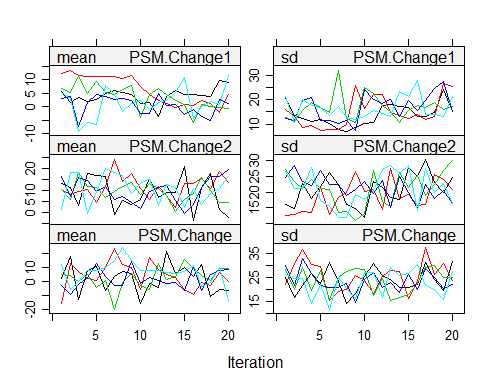 mean PSM.Change1 sd PSM.Change1
-10 0 5 10 20 30
mean PSM.Change2 sd PSM.Change2
0 5 10 20 15 20 25 30
mean PSM.Change sd PSM.Change
-20 0 10 15 25 35
5 10 15 20 5 10 15 20
Iteration